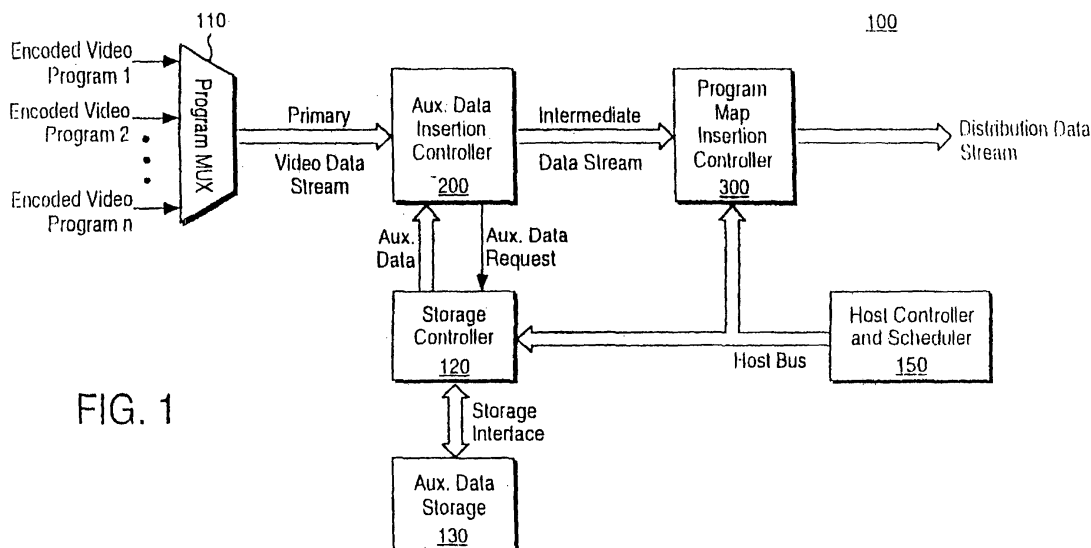 110
100
Encoded Video
Program 1
Encoded Video
Program 2
Encoded Video
Program n
Program MUX
Primary
Video Data
Stream
Aux. Data
Insertion
Controller
200
Intermediate
Data Stream
Program
Map
Insertion
Controller
300
Distribution Data
Stream
Aux.
Data
Aux. Data
Request
Storage
Controller
120
Host Bus
Host Controller
and Scheduler
150
Storage
Interface
Aux. Data
Storage
130
FIG. 1